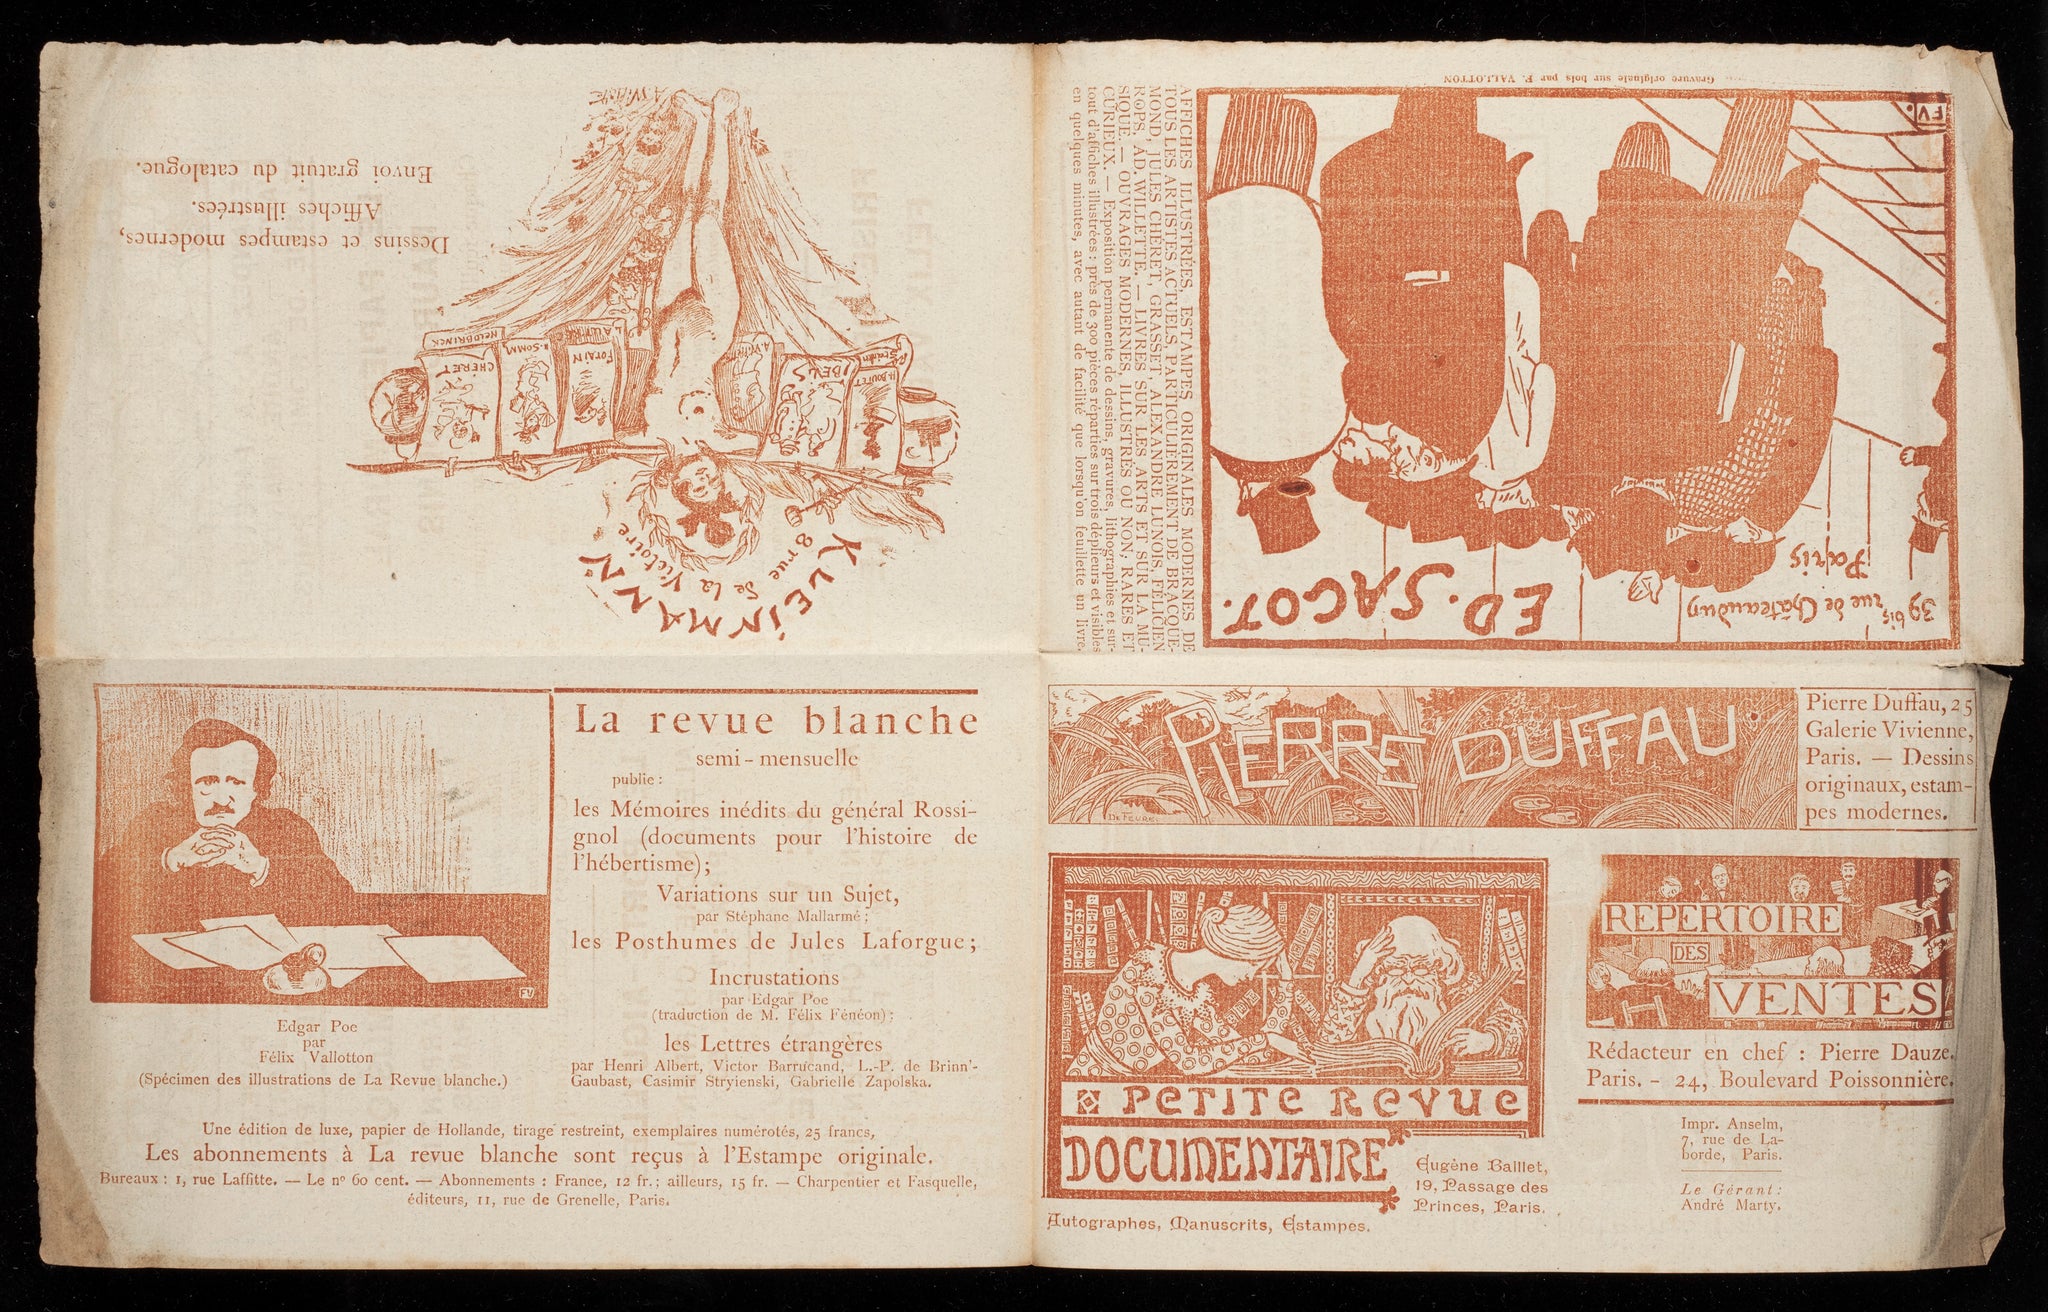 A. Willette
Envoi gratuit du catalogue.
Affiches illustrées.
Dessins et estampes modernes,
HEIDBRINCK
CHERET
H. SOMM
FORAIN
A. WILLETTE
IBELS
H. BOUTET
Steinlen
KLEINMANN
8 rue de la Victoire
Gravure originale sur bois par F. VALLOTTON
FV.
ED. SAGOT.
39 bis,
rue de Châteaudun
Paris
AFFICHES ILLUSTRÉES, ESTAMPES ORIGINALES MODERNES DE
TOUS LES ARTISTES ACTUELS, PARTICULIÈREMENT DE BRACQUE-
MOND, JULES CHÉRET, GRASSET, ALEXANDRE LUNOIS, FÉLICIEN
ROPS, AD. WILLETTE. — LIVRES SUR LES ARTS ET SUR LA MU-
SIQUE. — OUVRAGES MODERNES, ILLUSTRÉS OU NON, RARES ET
CURIEUX. — Exposition permanente de dessins, gravures, lithographies et sur-
tout d'affiches illustrées : près de 300 pièces réparties sur trois déplieurs et visibles
en quelques minutes, avec autant de facilité que lorsqu'on feuillette un livre.
FV
Edgar Poe
par
Félix Vallotton
(Spécimen des illustrations de La Revue blanche.)
La revue blanche
semi-mensuelle
publie :
les Mémoires inédits du général Rossi-
gnol (documents pour l'histoire de
l'hébertisme);
Variations sur un Sujet,
par Stéphane Mallarmé ;
les Posthumes de Jules Laforgue ;
Incrustations
par Edgar Poe
(traduction de M. Félix Fénéon) ;
les Lettres étrangères
par Henri Albert, Victor Barrucand, L.-P. de Brinn'-
Gaubast, Casimir Stryienski, Gabrielle Zapolska.
Une édition de luxe, papier de Hollande, tirage restreint, exemplaires numérotés, 25 francs,
Les abonnements à La revue blanche sont reçus à l'Estampe originale.
Bureaux : 1, rue Laffitte. — Le nº 60 cent. — Abonnements : France, 12 fr. ; ailleurs, 15 fr. — Charpentier et Fasquelle,
éditeurs, 11, rue de Grenelle, Paris.
PIERRE DUFFAU
DE FEURE.
Pierre Duffau, 25
Galerie Vivienne,
Paris. — Dessins
originaux, estam-
pes modernes.
PETITE REVUE
DOCUMENTAIRE
Eugène Baillet,
19, Passage des
Princes, Paris.
Autographes, Manuscrits, Estampes.
REPERTOIRE
DES
VENTES
Rédacteur en chef : Pierre Dauze.
Paris. - 24, Boulevard Poissonnière.
Impr. Anselm,
7, rue de La-
borde, Paris.
Le Gérant :
André Marty.